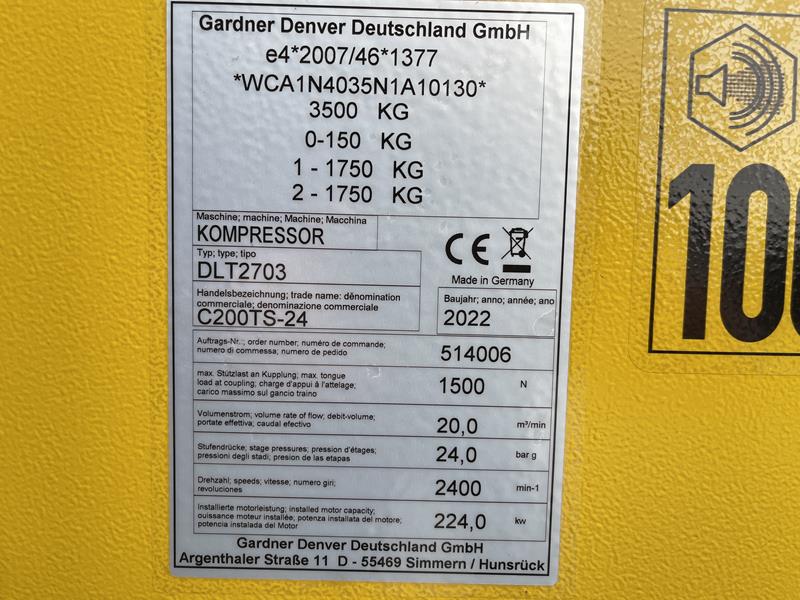 Gardner Denver Deutschland GmbH
e4*2007/46*1377
*WCA1N4035N1A10130*
3500 KG
0-150 KG
1 - 1750 KG
2 - 1750 KG
Maschine; machine; Machine; Macchina
KOMPRESSOR
Typ; type; tipo
DLT2703
Handelsbezeichnung; trade name: dénomination
commerciale; denominazione commerciale
C200TS-24
CE
Made in Germany
Baujahr; anno; année; ano
2022
Auftrags-Nr.; order number; numéro de commande;
numero di commessa; numero de pedido
514006
max. Stützlast an Kupplung; max. tongue
load at coupling; charge d'appui à l'attelage;
carico massimo sul gancio traino
1500 N
Volumenstrom; volume rate of flow; debit-volume;
portate effettiva; caudal efectivo
20,0 m³/min
Stufendrücke; stage pressures; pression d'étages;
pressioni degli stadi; presion de las etapas
24,0 bar g
Drehzahl; speeds; vitesse; numero giri;
revoluciones
2400 min-1
Installierte motorleistung; installed motor capacity;
ouissance moteur installée; potenza installata del motore;
potencia instalada del Motor
224,0 kw
Gardner Denver Deutschland GmbH
Argenthaler Straße 11 D - 55469 Simmern / Hunsrück